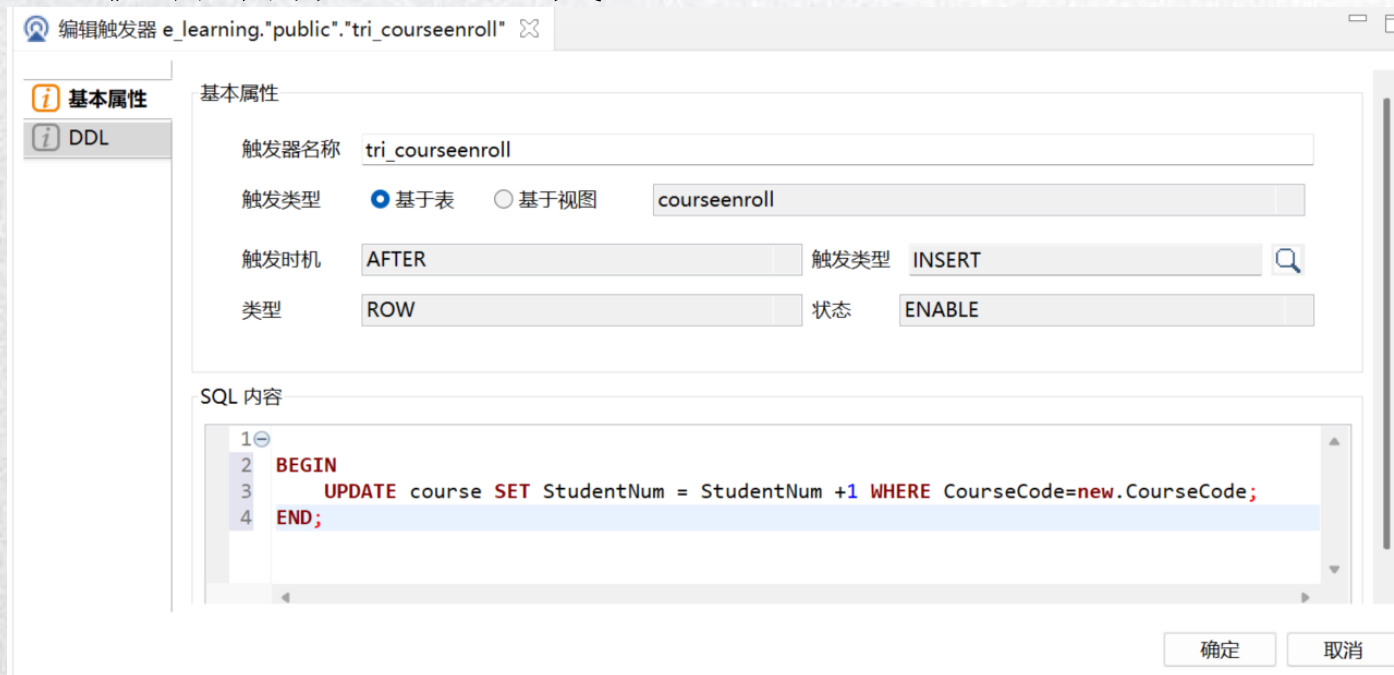 编辑触发器 e_learning."public"."tri_courseenroll"
基本属性
DDL
基本属性
触发器名称 tri_courseenroll
触发类型 基于表 基于视图 courseenroll
触发时机 AFTER 触发类型 INSERT
类型 ROW 状态 ENABLE
SQL 内容
1
2 BEGIN
3 UPDATE course SET StudentNum = StudentNum +1 WHERE CourseCode=new.CourseCode;
4 END;
确定 取消